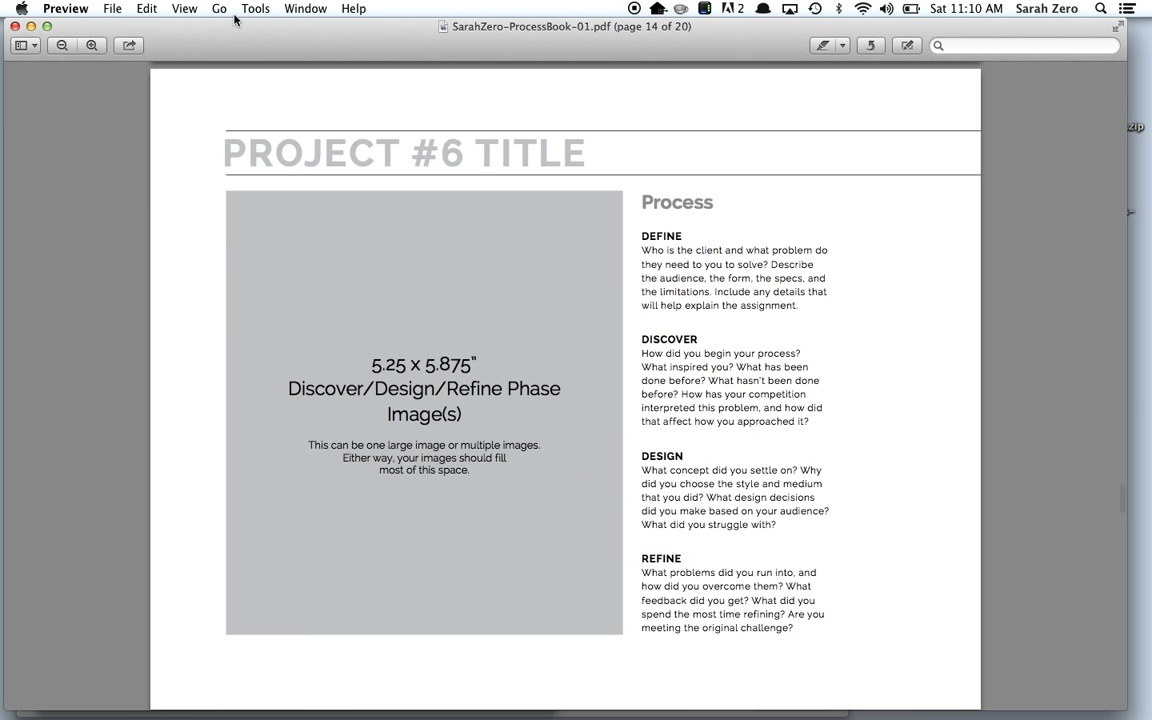 Preview File Edit View Go Tools Window Help 2 Sat 11:10 AM Sarah Zero
SarahZero-ProcessBook-01.pdf (page 14 of 20)
zip
PROJECT #6 TITLE
5.25 x 5.875"
Discover/Design/Refine Phase
Image(s)
This can be one large image or multiple images.
Either way, your images should fill
most of this space.
Process
DEFINE
Who is the client and what problem do
they need to you to solve? Describe
the audience, the form, the specs, and
the limitations. Include any details that
will help explain the assignment.
DISCOVER
How did you begin your process?
What inspired you? What has been
done before? What hasn't been done
before? How has your competition
interpreted this problem, and how did
that affect how you approached it?
DESIGN
What concept did you settle on? Why
did you choose the style and medium
that you did? What design decisions
did you make based on your audience?
What did you struggle with?
REFINE
What problems did you run into, and
how did you overcome them? What
feedback did you get? What did you
spend the most time refining? Are you
meeting the original challenge?